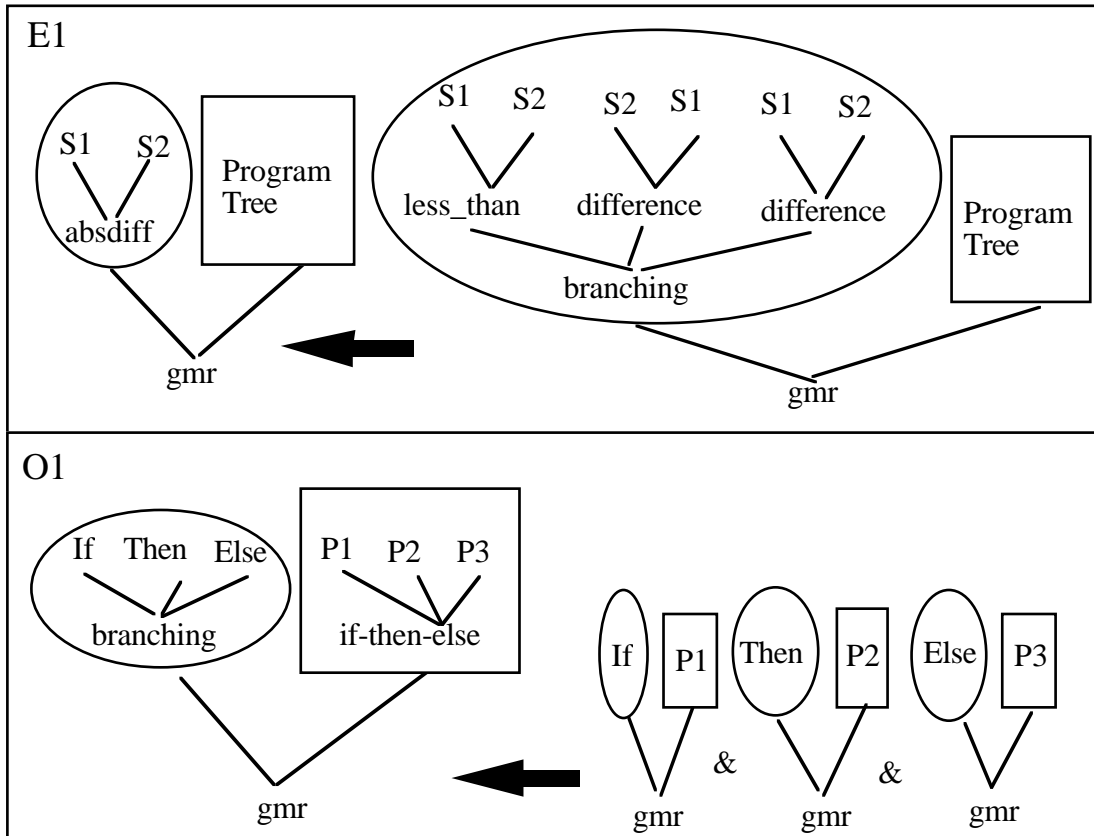 E1
S1 S2
absdiff
Program
Tree
gmr
S1 S2 S2 S1 S1 S2
less_than difference difference
branching
Program
Tree
gmr
O1
If Then Else
branching
P1 P2 P3
if-then-else
gmr
If P1 Then P2 Else P3
& &
gmr gmr gmr